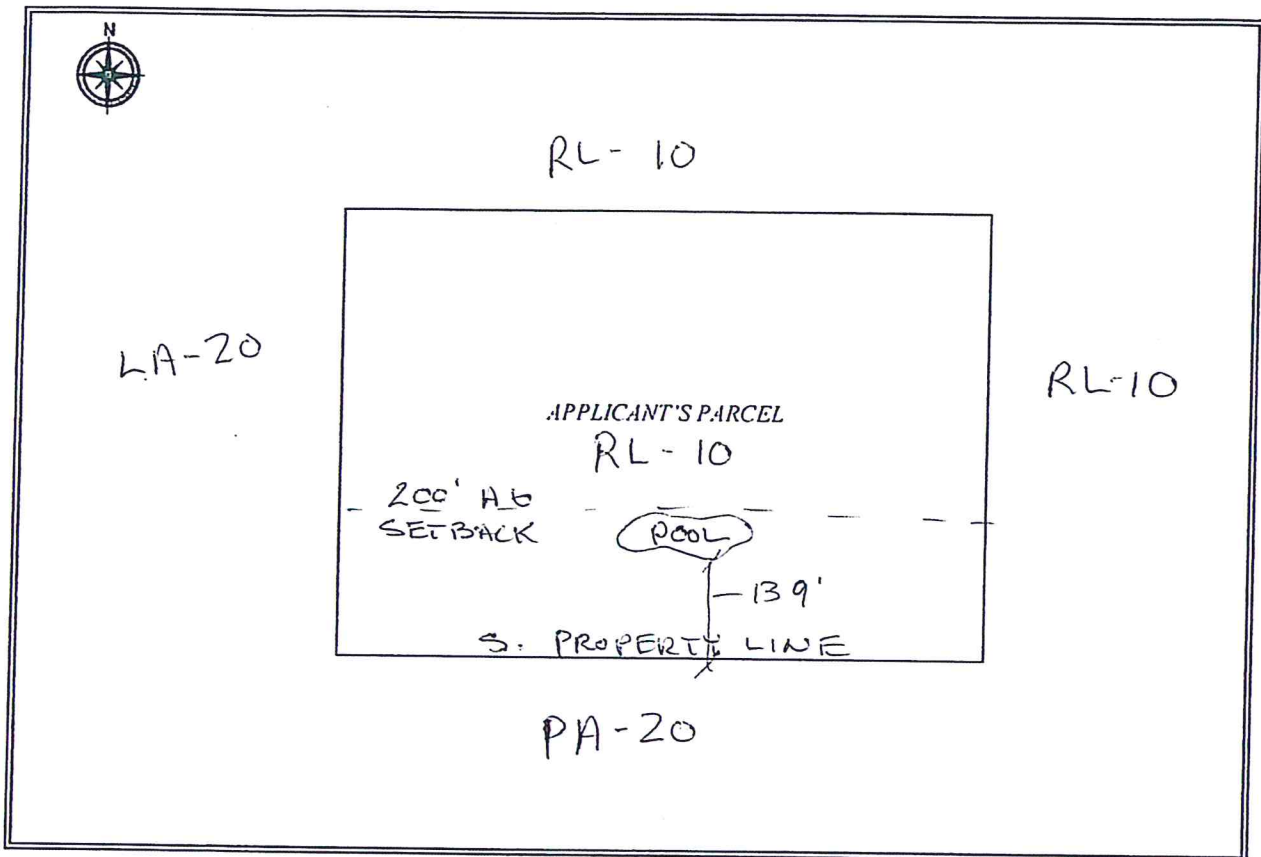 N
RL- 10
LA-20
RL-10
APPLICANT'S PARCEL
RL- 10
200' AG
SETBACK
POOL
139'
S. PROPERTY LINE
PA-20